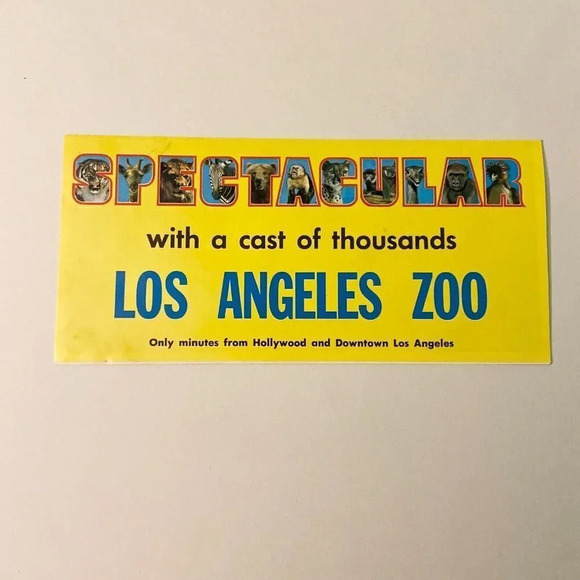 SPECTACULAR
with a cast of thousands
LOS ANGELES ZOO
Only minutes from Hollywood and Downtown Los Angeles